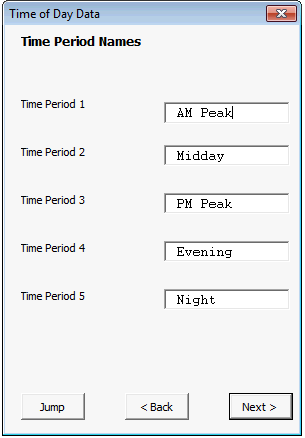 Time of Day Data
Time Period Names
Time Period 1 AM Peak
Time Period 2 Midday
Time Period 3 PM Peak
Time Period 4 Evening
Time Period 5 Night
Jump < Back Next >